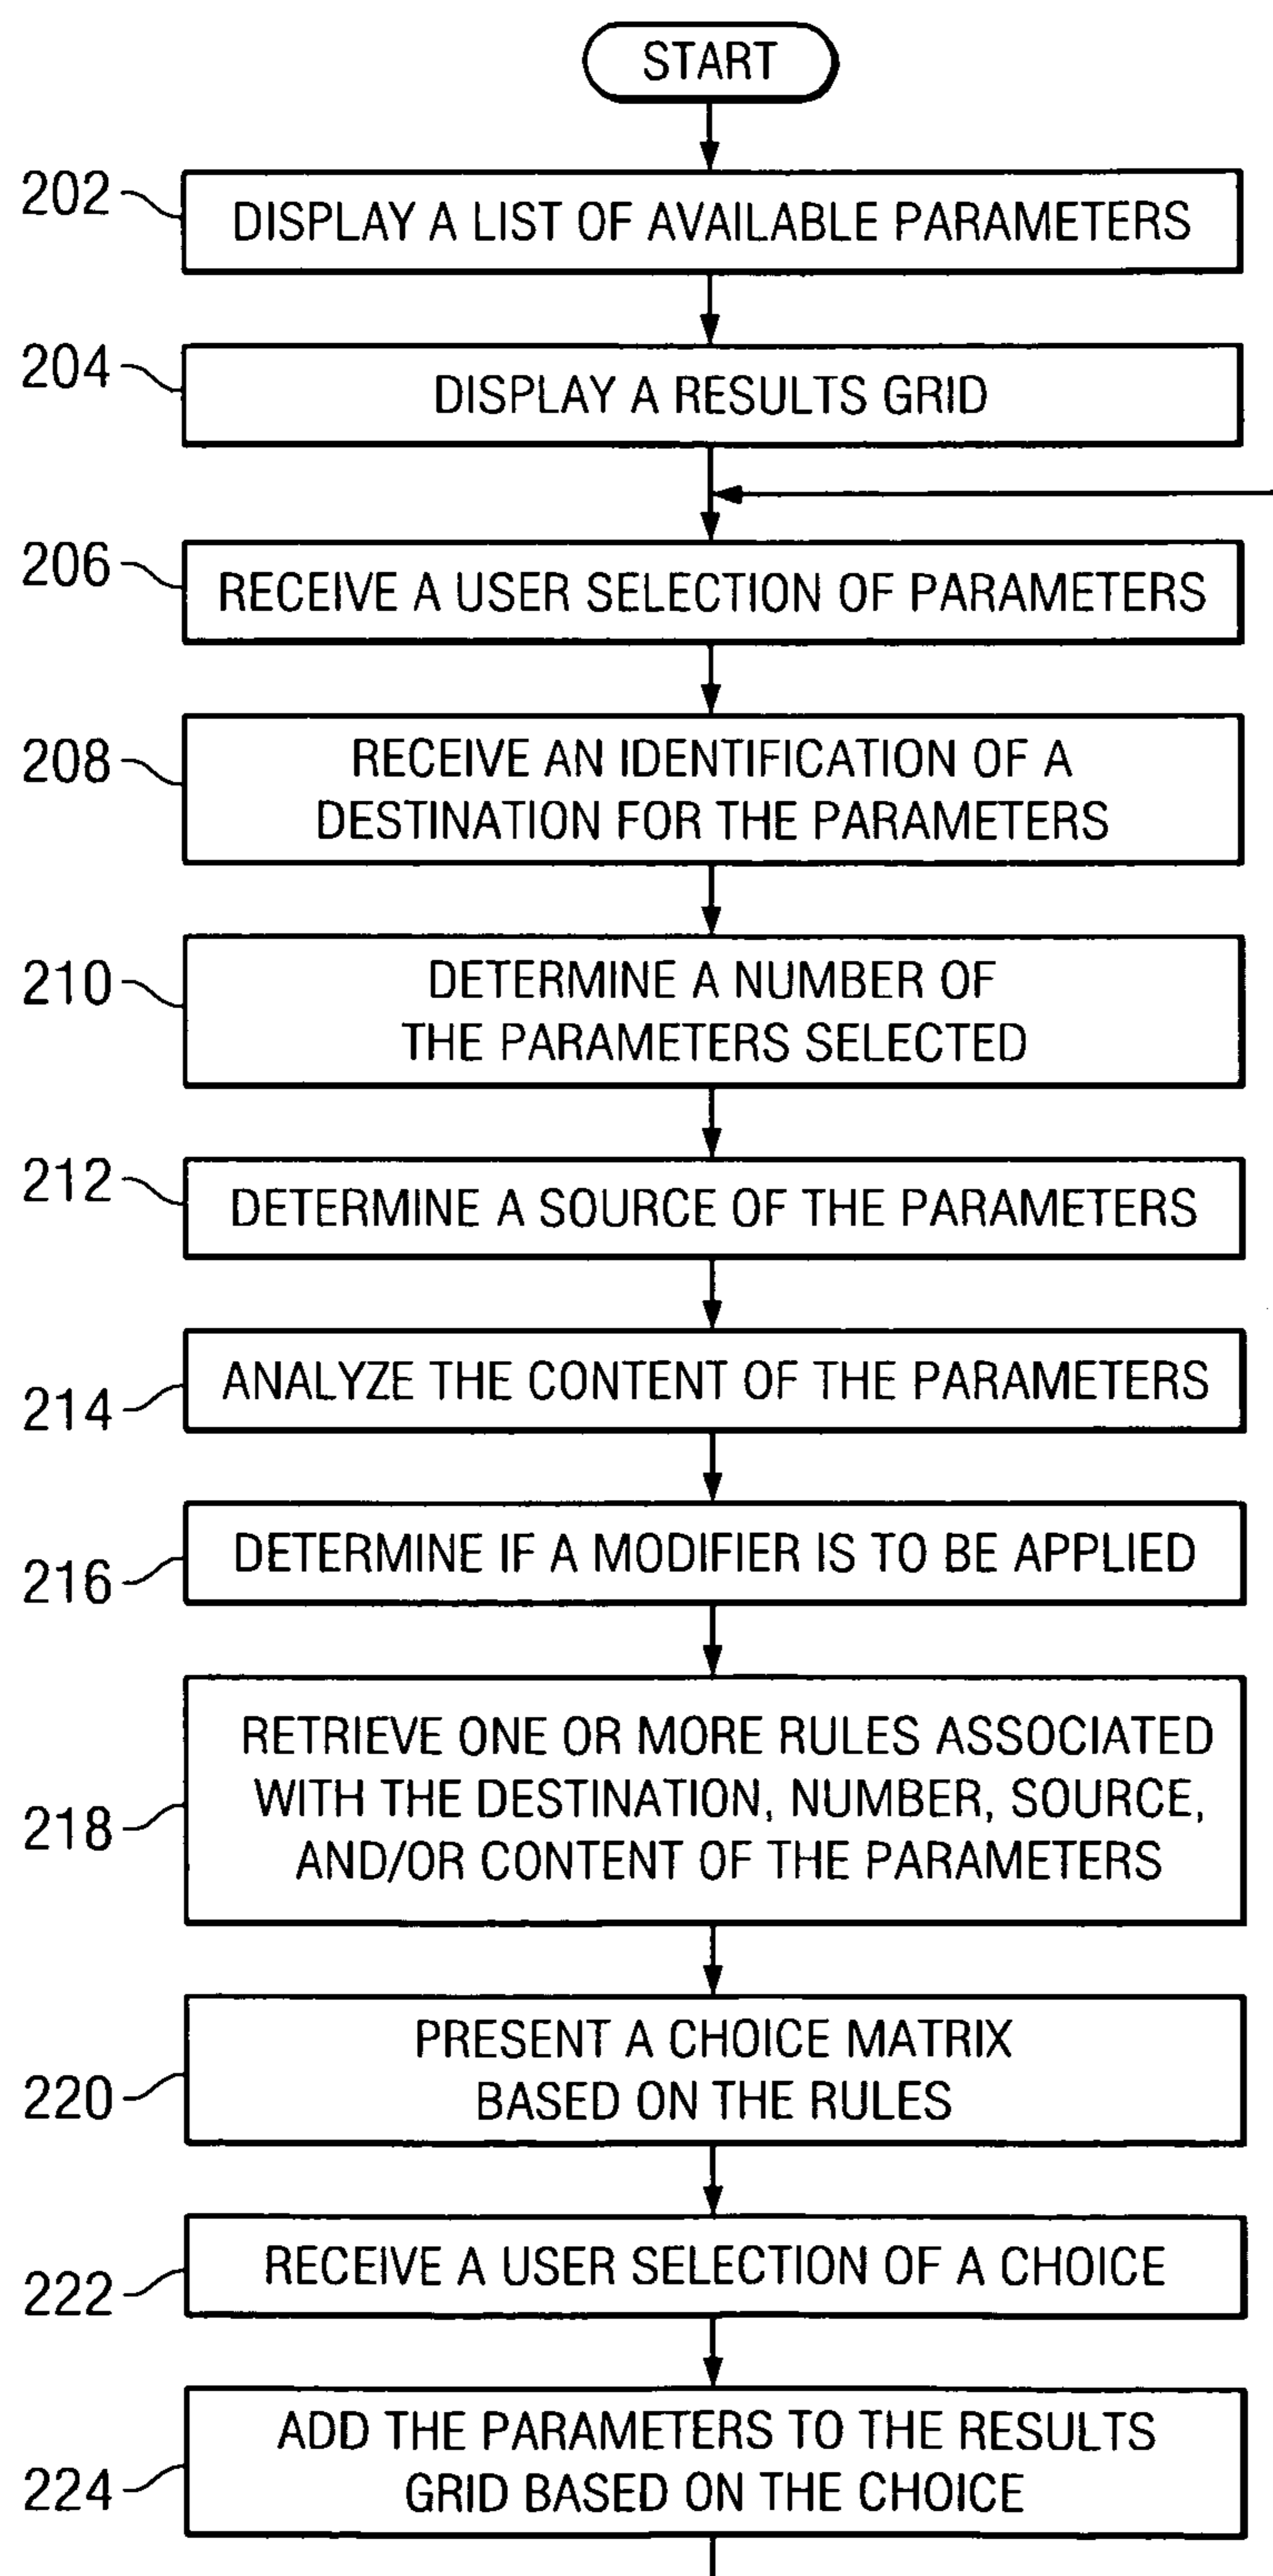 START
202
DISPLAY A LIST OF AVAILABLE PARAMETERS
204
DISPLAY A RESULTS GRID
206
RECEIVE A USER SELECTION OF PARAMETERS
208
RECEIVE AN IDENTIFICATION OF A
DESTINATION FOR THE PARAMETERS
210
DETERMINE A NUMBER OF
THE PARAMETERS SELECTED
212
DETERMINE A SOURCE OF THE PARAMETERS
214
ANALYZE THE CONTENT OF THE PARAMETERS
216
DETERMINE IF A MODIFIER IS TO BE APPLIED
218
RETRIEVE ONE OR MORE RULES ASSOCIATED
WITH THE DESTINATION, NUMBER, SOURCE,
AND/OR CONTENT OF THE PARAMETERS
220
PRESENT A CHOICE MATRIX
BASED ON THE RULES
222
RECEIVE A USER SELECTION OF A CHOICE
224
ADD THE PARAMETERS TO THE RESULTS
GRID BASED ON THE CHOICE